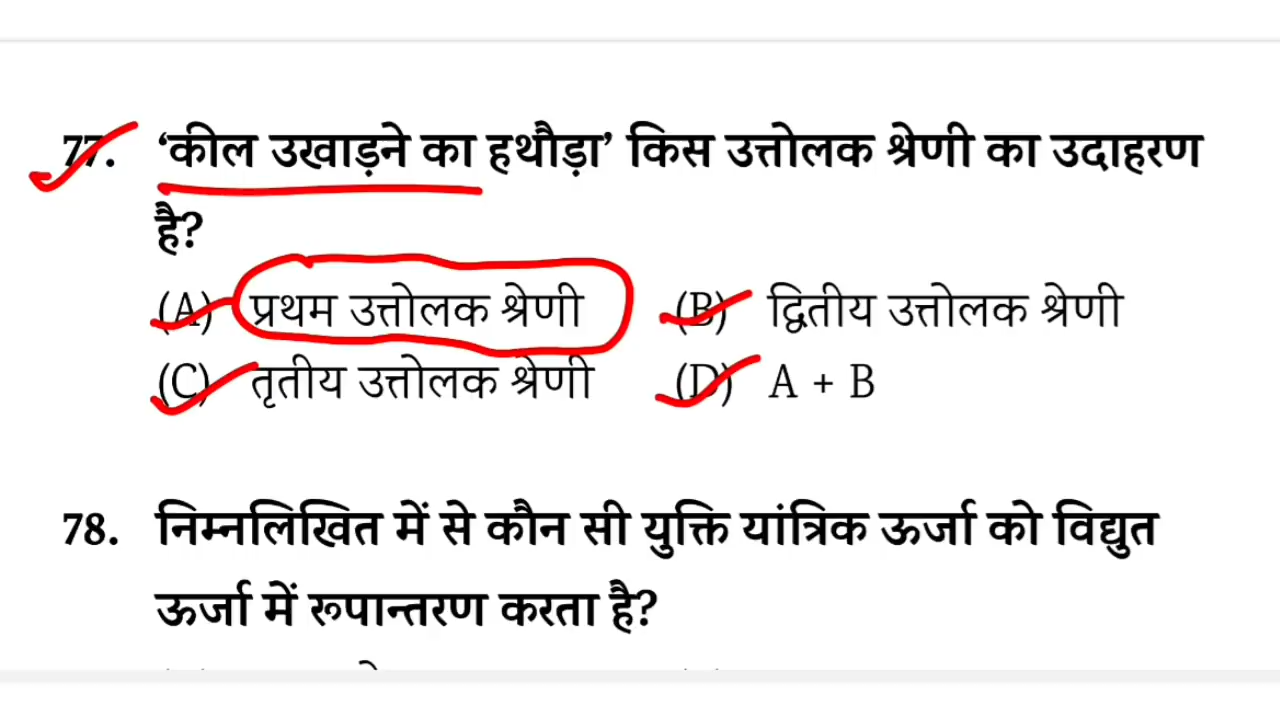 77. ‘कील उखाड़ने का हथौड़ा’ किस उत्तोलक श्रेणी का उदाहरण
है?
(A) प्रथम उत्तोलक श्रेणी (B) द्वितीय उत्तोलक श्रेणी
(C) तृतीय उत्तोलक श्रेणी (D) A + B
78. निम्नलिखित में से कौन सी युक्ति यांत्रिक ऊर्जा को विद्युत
ऊर्जा में रूपान्तरण करता है?